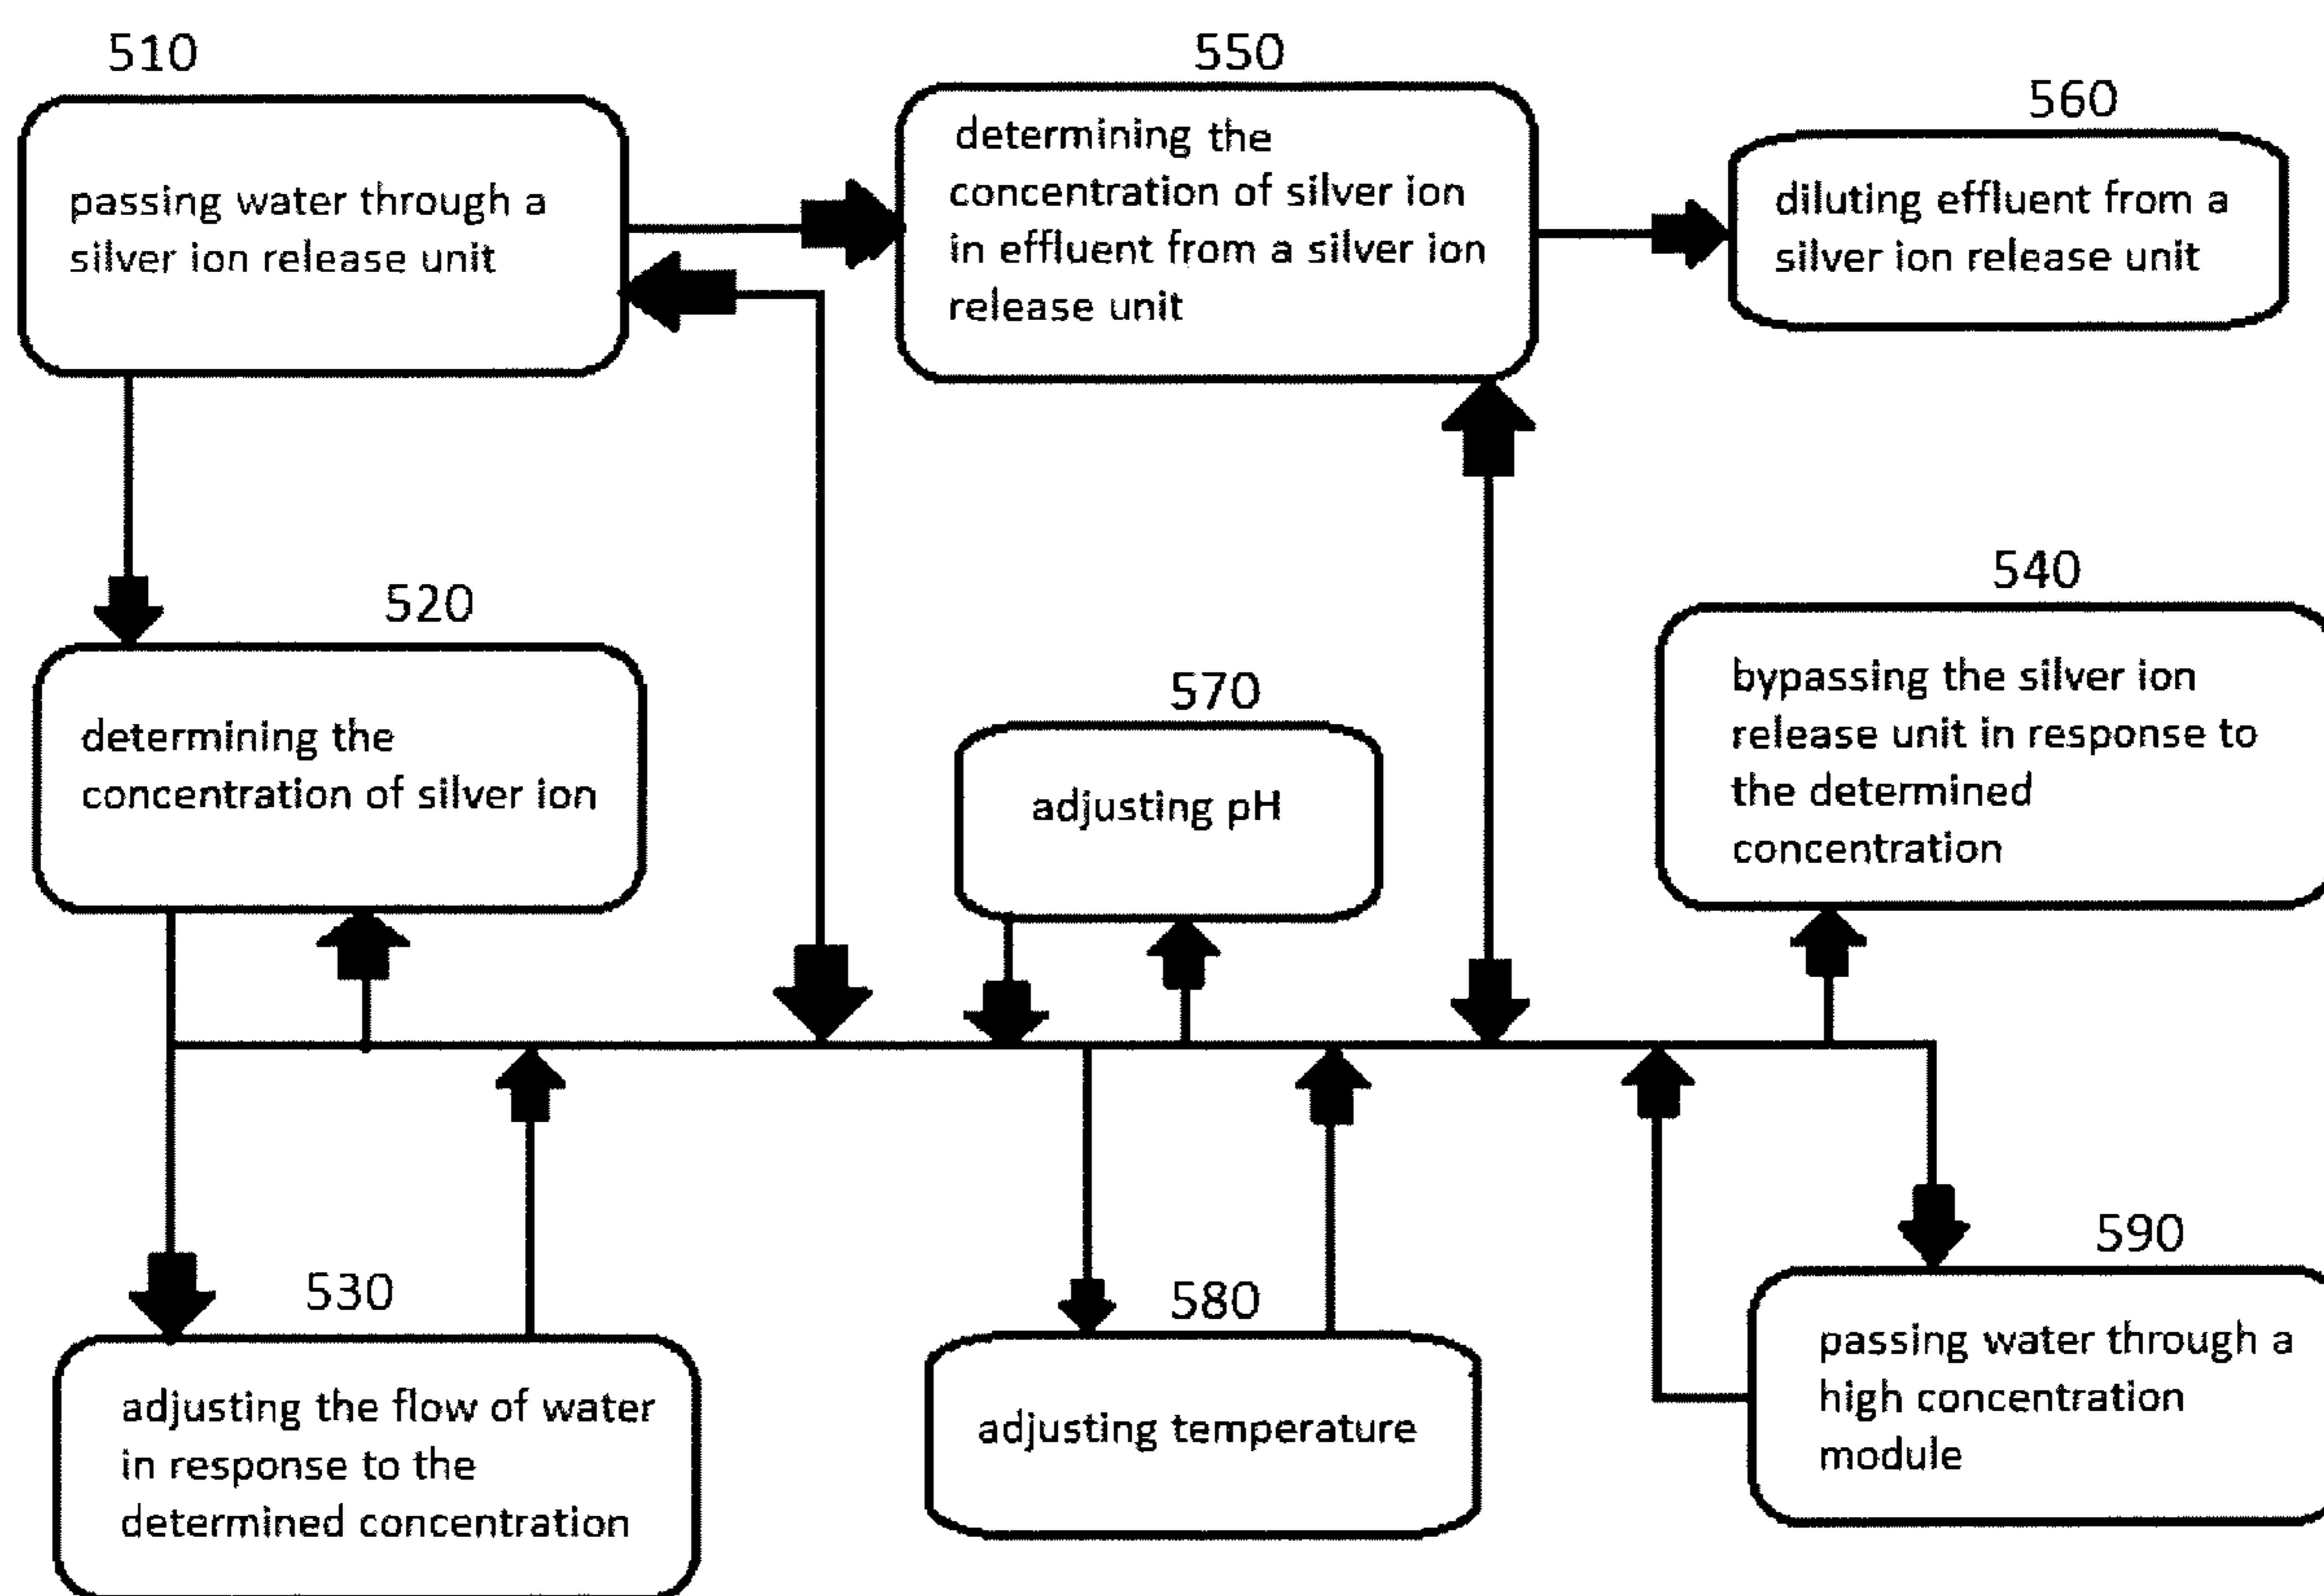 510
passing water through a
silver ion release unit
550
determining the
concentration of silver ion
in effluent from a silver ion
release unit
560
diluting effluent from a
silver ion release unit
520
determining the
concentration of silver ion
570
adjusting pH
540
bypassing the silver ion
release unit in response to
the determined
concentration
530
adjusting the flow of water
in response to the
determined concentration
580
adjusting temperature
590
passing water through a
high concentration
module